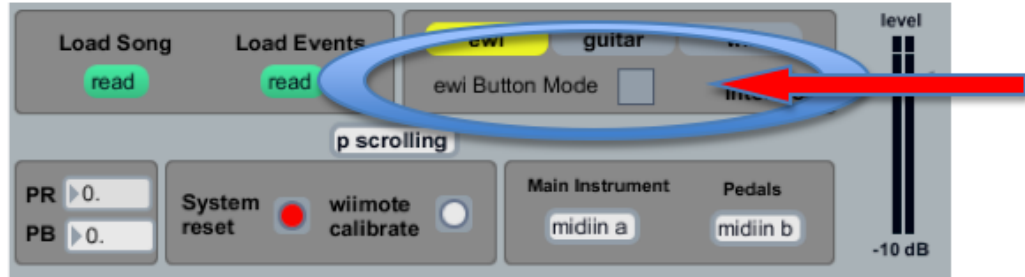 level
Load Song
Load Events
ewi
guitar
read
read
ewi Button Mode
p scrolling
PR
0.
System reset
wiimote calibrate
Main Instrument
Pedals
PB
0.
midiin a
midiin b
-10 dB